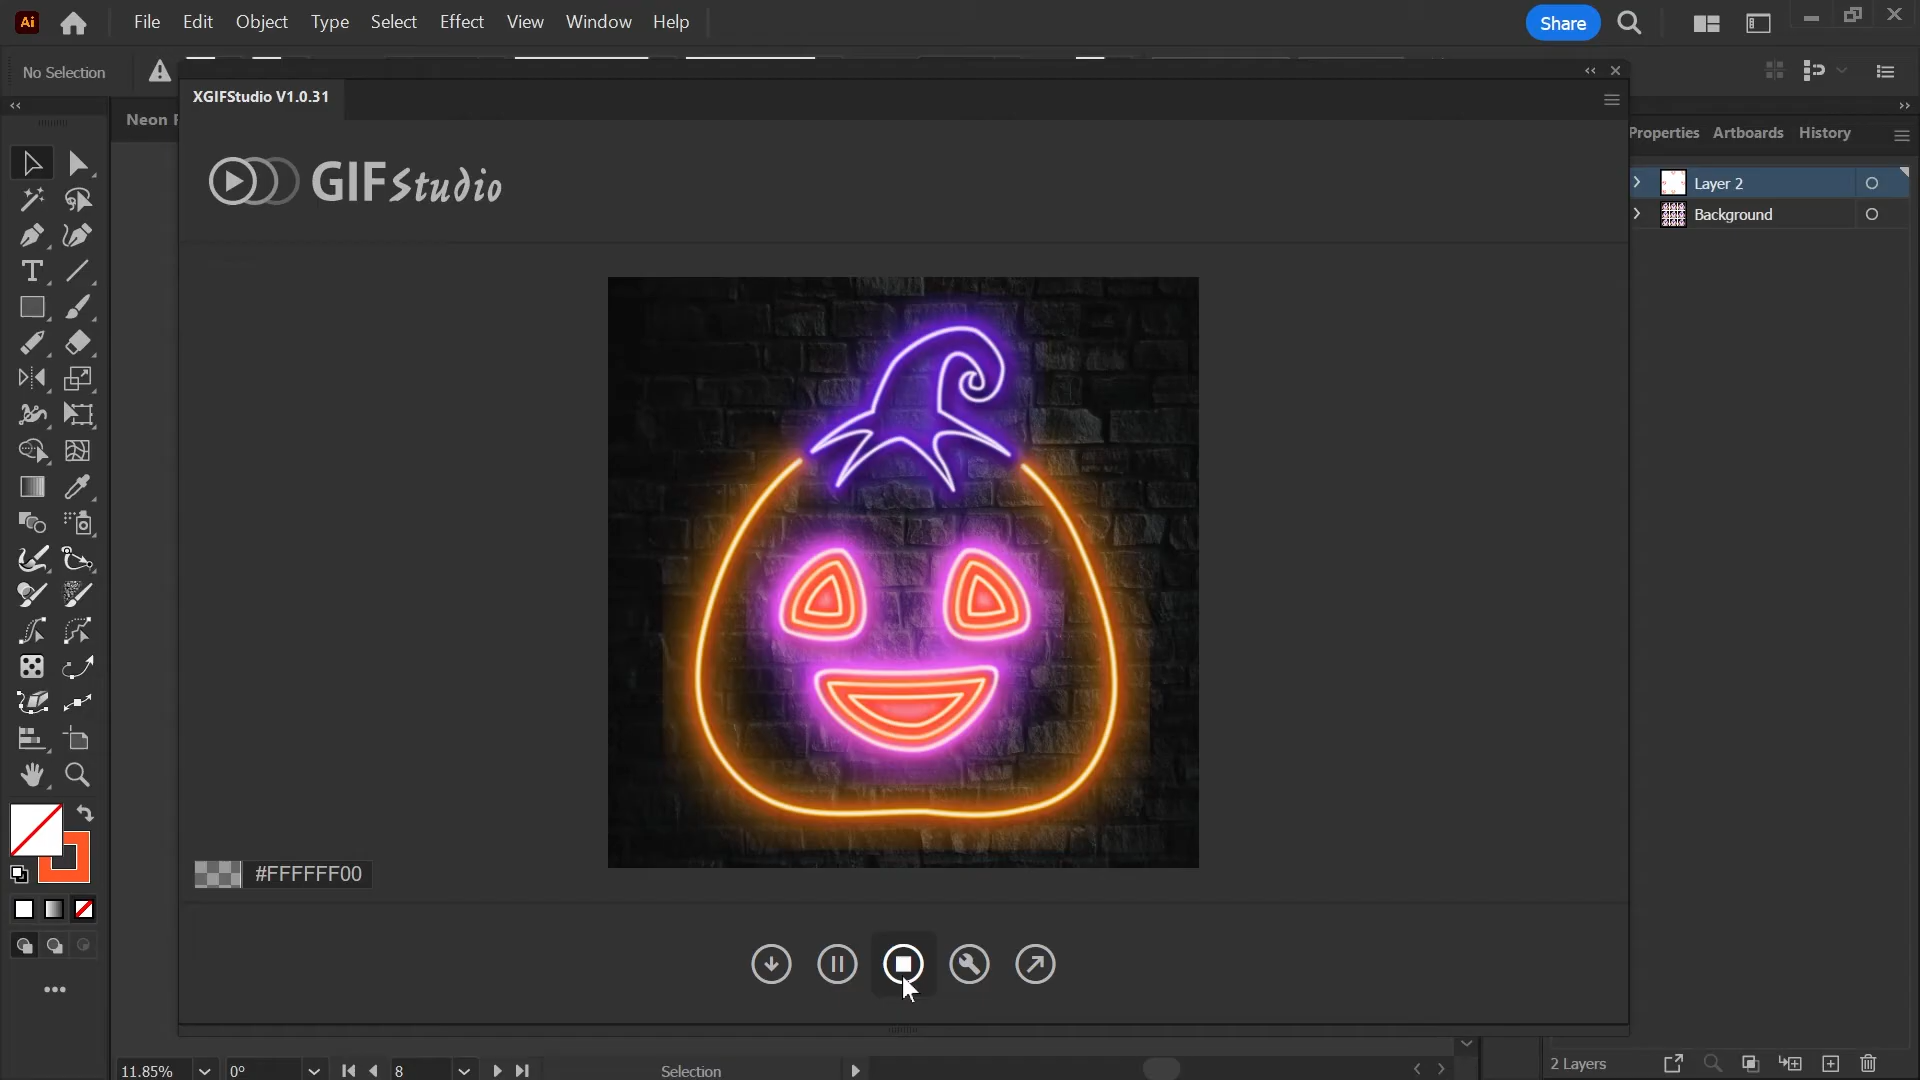 Ai File Edit Object Type Select Effect View Window Help Share
No Selection
XGIFStudio V1.0.31
Neon
Properties Artboards History
GIFStudio
Layer 2
Background
#FFFFFF00
11.85% 0° 8 Selection 2 Layers